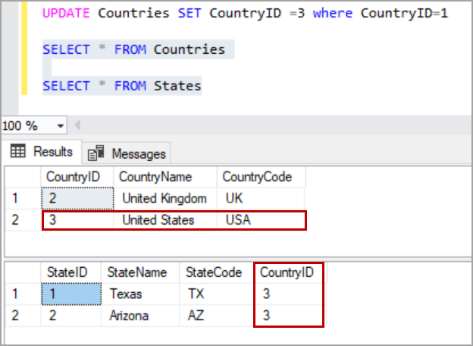 UPDATE Countries SET CountryID =3 where CountryID=1
SELECT * FROM Countries
SELECT * FROM States
100 %
Results Messages
CountryID CountryName CountryCode
1 2 United Kingdom UK
2 3 United States USA
StateID StateName StateCode CountryID
1 1 Texas TX 3
2 2 Arizona AZ 3